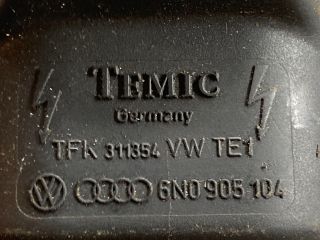 TEMIC
Germany
TFK 311354 VW TE1
6N0 905 104